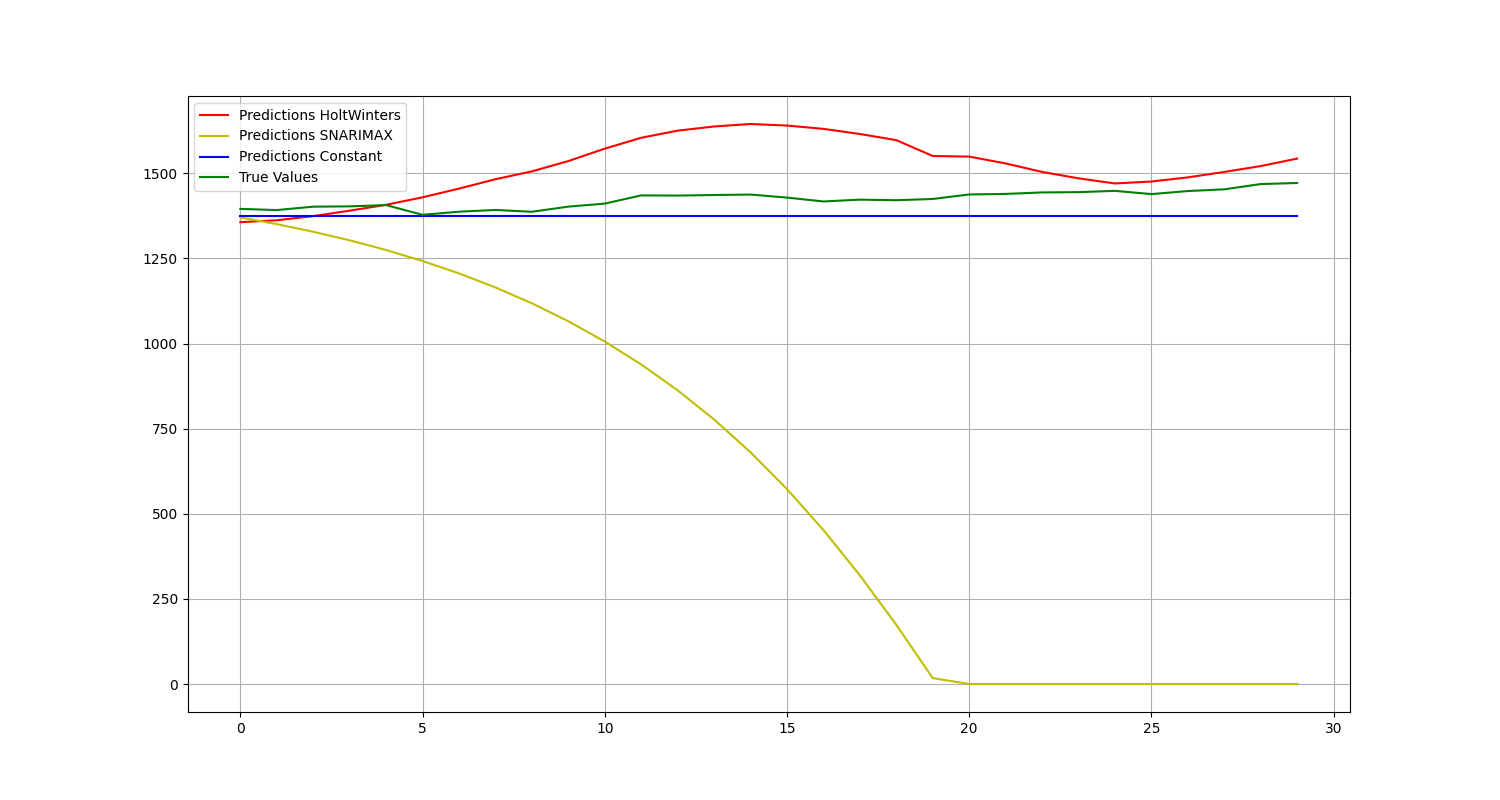 Predictions HoltWinters
Predictions SNARIMAX
Predictions Constant
True Values
1500
1250
1000
750
500
250
0
0 5 10 15 20 25 30